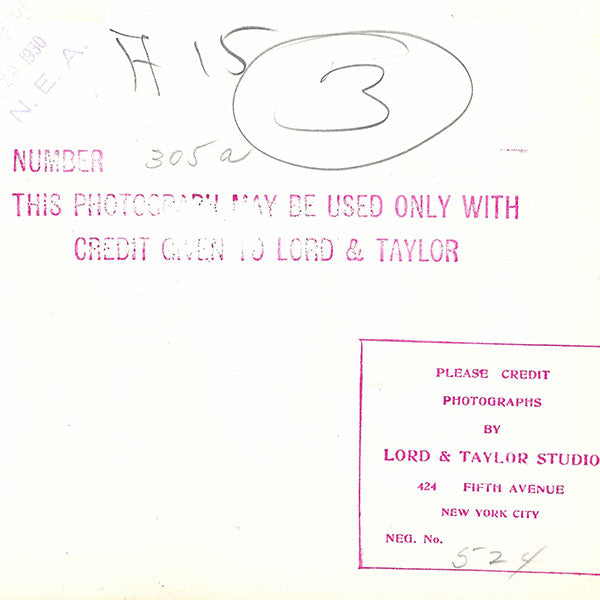 1930
N. E. A.
A 15
3
NUMBER 305a
THIS PHOTOGRAPH MAY BE USED ONLY WITH
CREDIT GIVEN TO LORD & TAYLOR
PLEASE CREDIT
PHOTOGRAPHS
BY
LORD & TAYLOR STUDIO
424 FIFTH AVENUE
NEW YORK CITY
NEG. No. 524